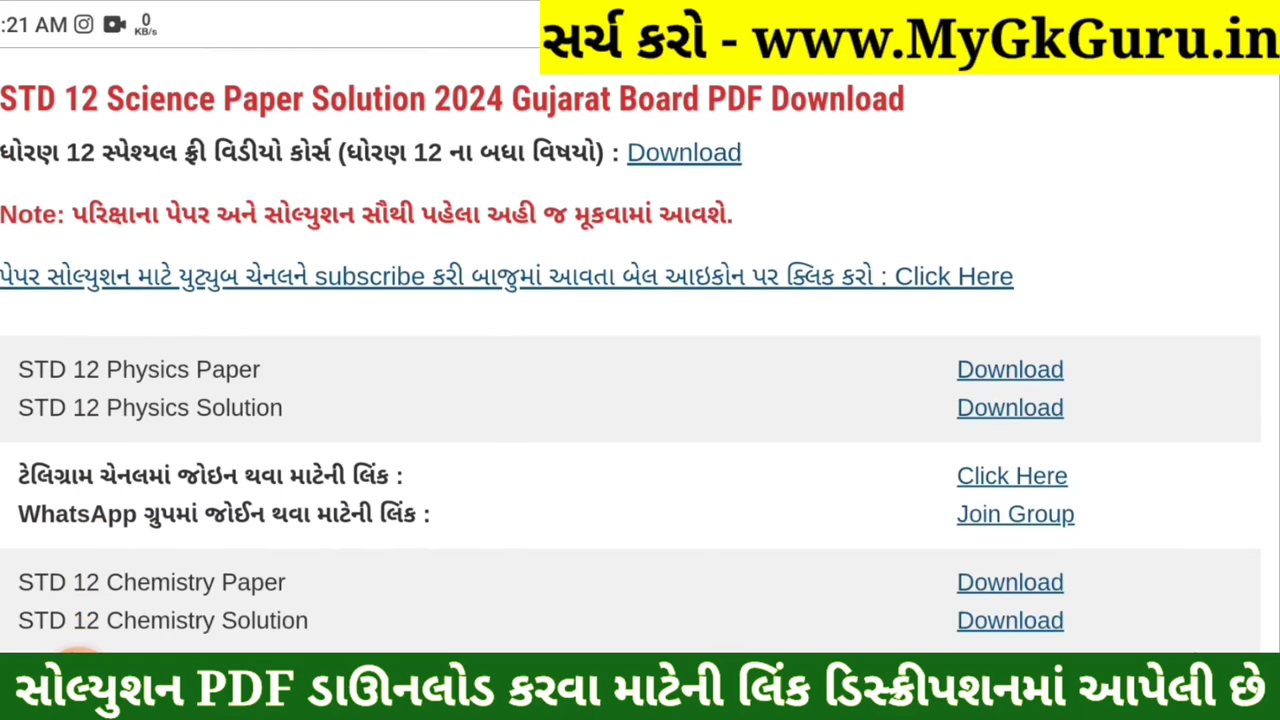 :21 AM 0 KB/s
સર્ચ કરો - www.MyGkGuru.in
STD 12 Science Paper Solution 2024 Gujarat Board PDF Download
ધોરણ 12 સ્પેશ્યલ ફ્રી વિડીયો કોર્સ (ધોરણ 12 ના બધા વિષયો) : Download
Note: પરિક્ષાના પેપર અને સોલ્યુશન સૌથી પહેલા અહી જ મૂકવામાં આવશે.
પેપર સોલ્યુશન માટે યુટ્યુબ ચેનલને subscribe કરી બાજુમાં આવતા બેલ આઇકોન પર ક્લિક કરો : Click Here
STD 12 Physics Paper Download
STD 12 Physics Solution Download
ટેલિગ્રામ ચેનલમાં જોઇન થવા માટેની લિંક : Click Here
WhatsApp ગ્રુપમાં જોઈન થવા માટેની લિંક : Join Group
STD 12 Chemistry Paper Download
STD 12 Chemistry Solution Download
સોલ્યુશન PDF ડાઊનલોડ કરવા માટેની લિંક ડિસ્ક્રીપશનમાં આપેલી છે